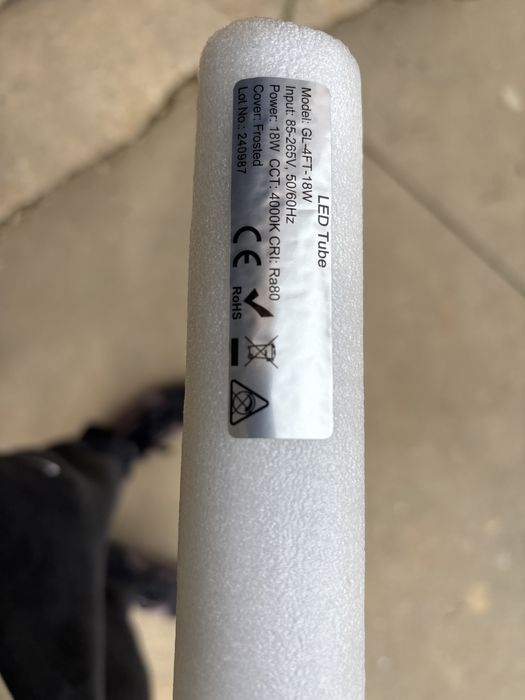 LED Tube
Model: GL-4FT-18W
Input: 85-265V, 50/60Hz
Power: 18W CCT: 4000K CRI: Ra80
Cover: Frosted
Lot No.: 240987
CE
RoHS